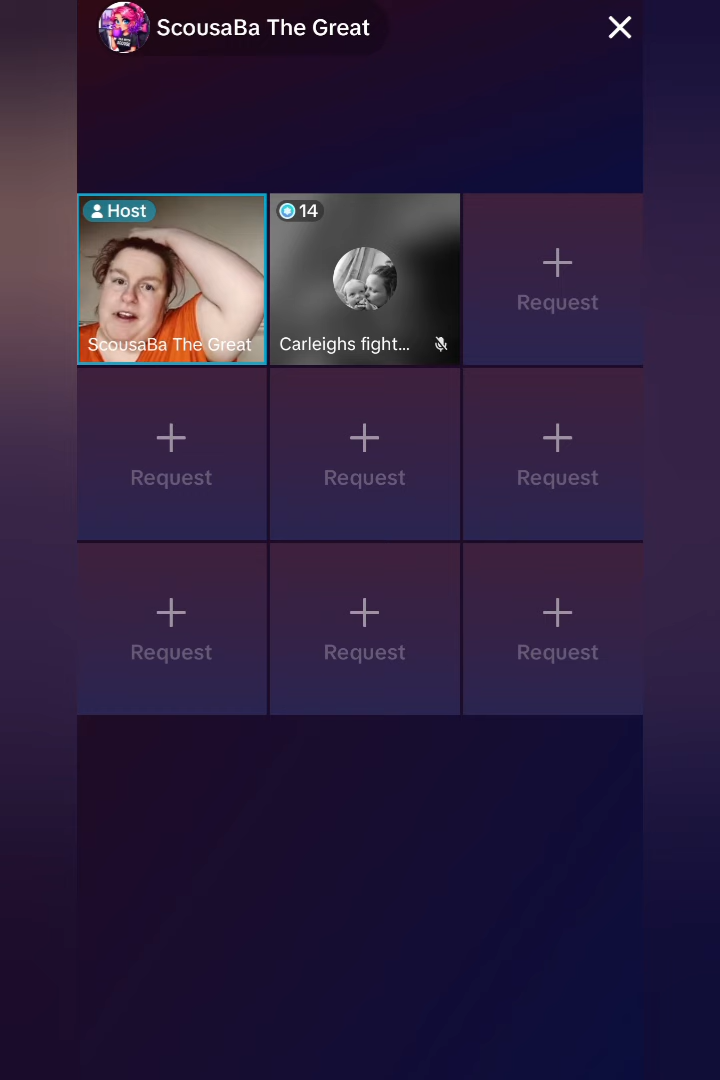 ScousaBa The Great
Host
ScousaBa The Great
14
Carleighs fight...
Request
Request
Request
Request
Request
Request
Request